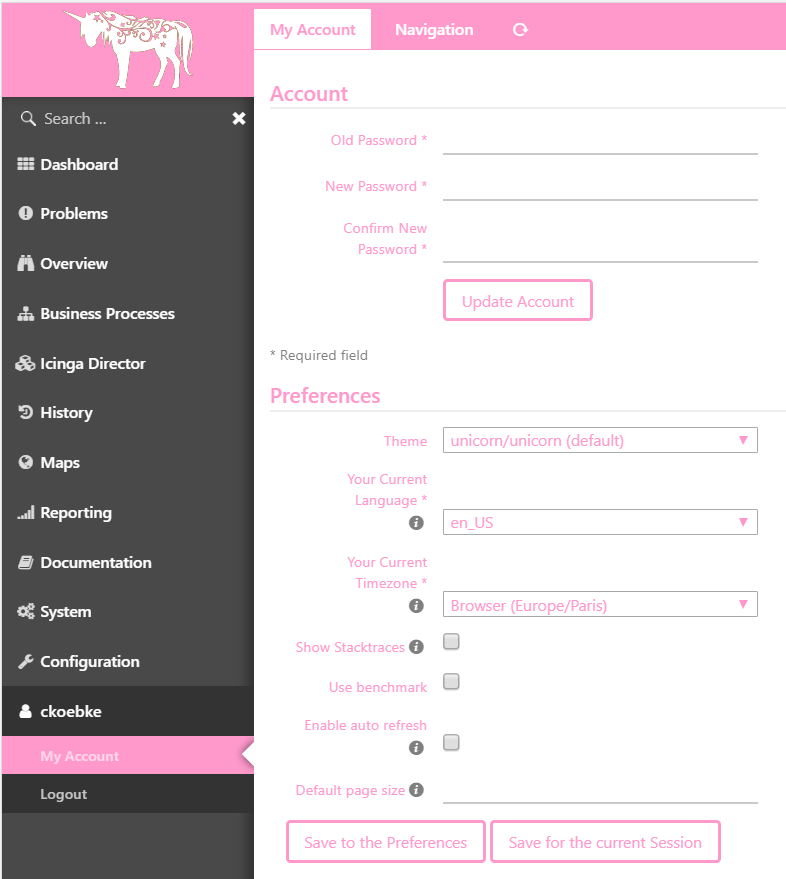 My Account Navigation
Search ...
Dashboard
Problems
Overview
Business Processes
Icinga Director
History
Maps
Reporting
Documentation
System
Configuration
ckoebke
My Account
Logout
Account
Old Password *
New Password *
Confirm New
Password *
Update Account
* Required field
Preferences
Theme unicorn/unicorn (default)
Your Current
Language *
en_US
Your Current
Timezone *
Browser (Europe/Paris)
Show Stacktraces
Use benchmark
Enable auto refresh
Default page size
Save to the Preferences Save for the current Session